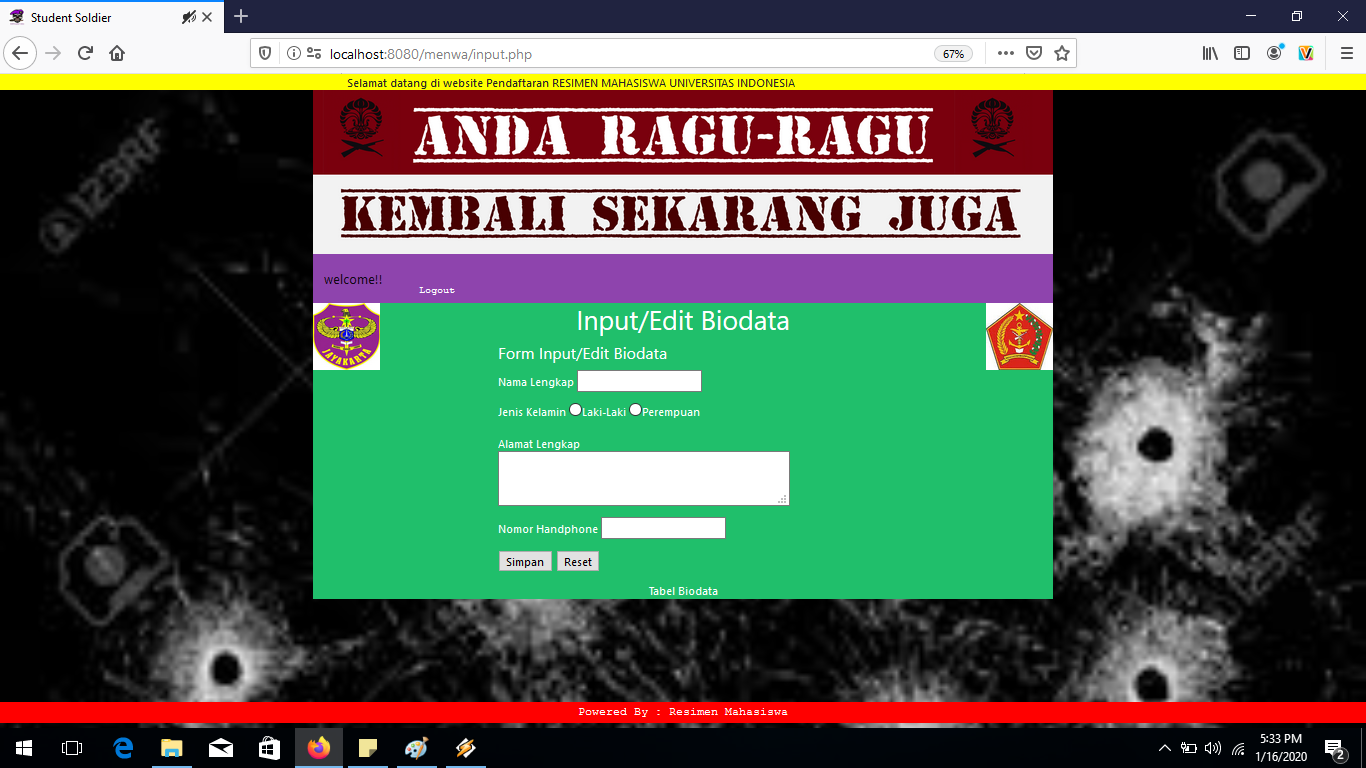 Student Soldier
localhost:8080/menwa/input.php
67%
Selamat datang di website Pendaftaran RESIMEN MAHASISWA UNIVERSITAS INDONESIA
ANDA RAGU-RAGU
KEMBALI SEKARANG JUGA
welcome!!
Logout
JAYAKARTA
Input/Edit Biodata
Form Input/Edit Biodata
Nama Lengkap
Jenis Kelamin Laki-Laki Perempuan
Alamat Lengkap
Nomor Handphone
Simpan Reset
Tabel Biodata
123RF
123RF
Powered By : Resimen Mahasiswa
5:33 PM
1/16/2020
2